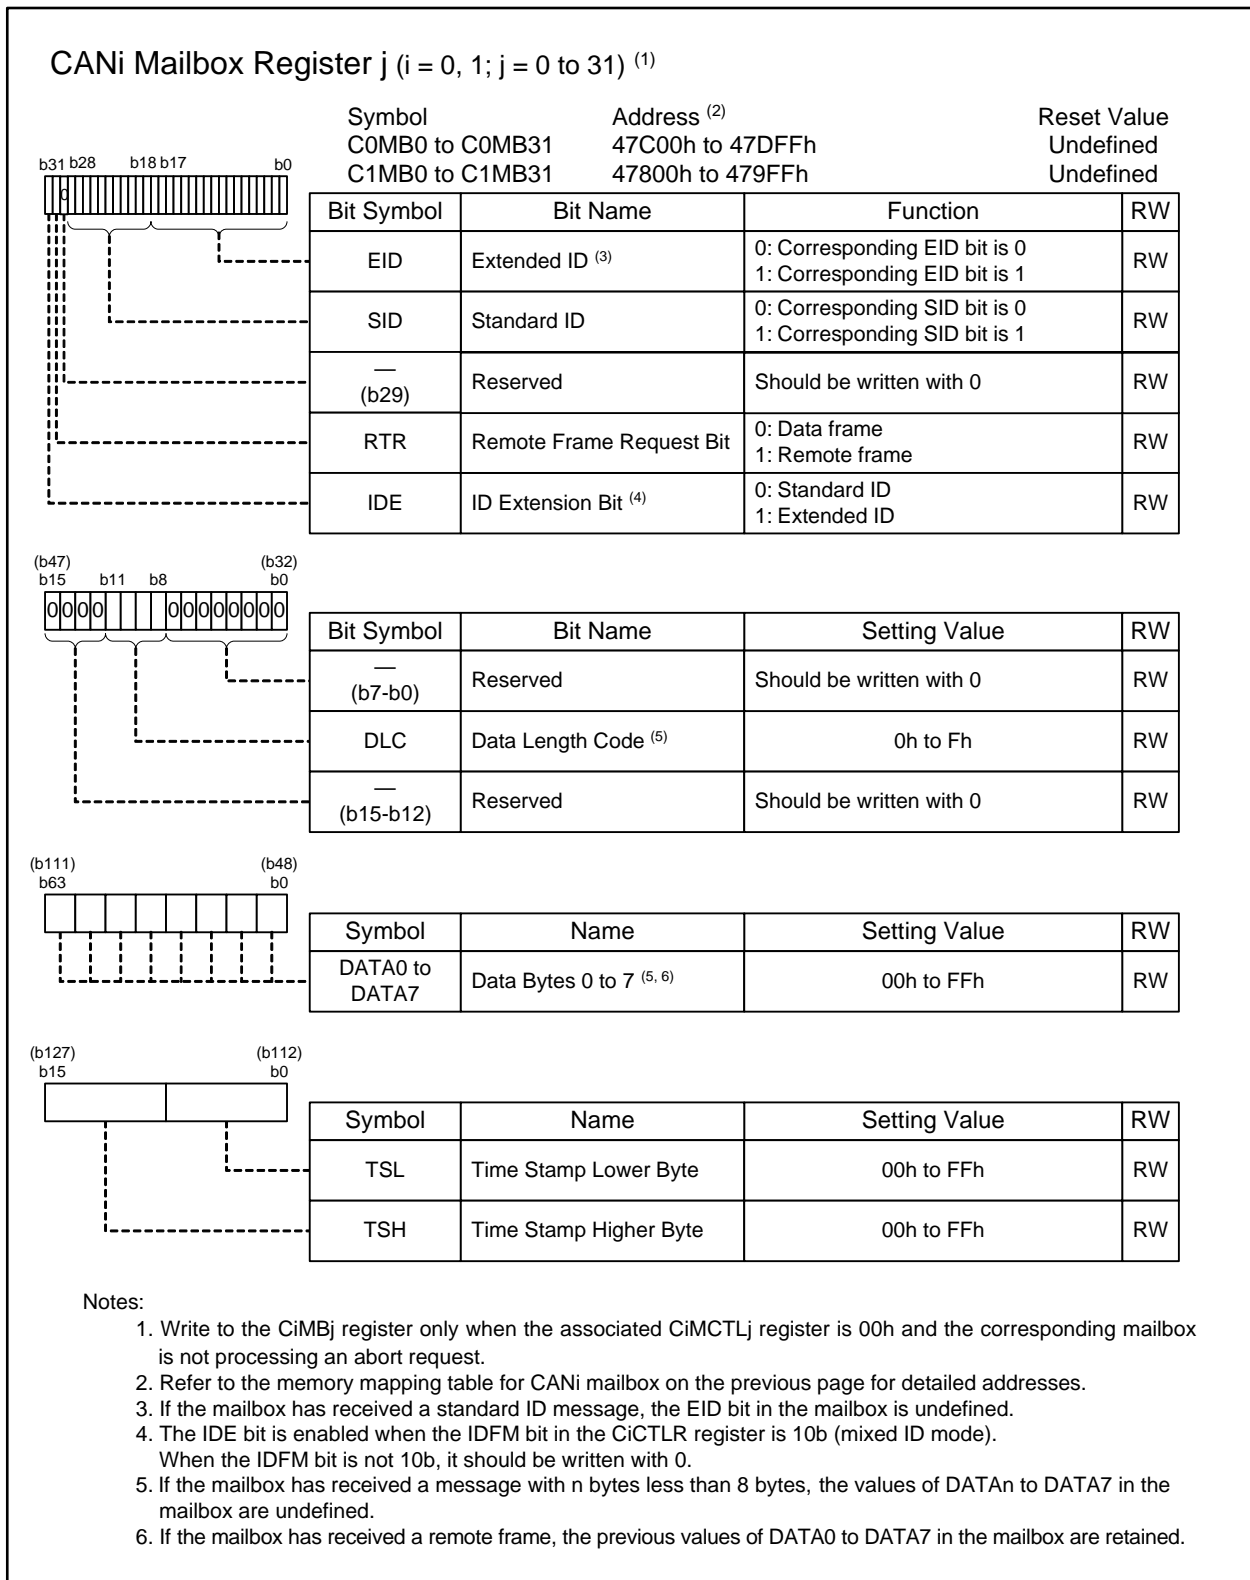 CANi Mailbox Register j (i = 0, 1; j = 0 to 31) (1)
Symbol Address (2) Reset Value
C0MB0 to C0MB31 47C00h to 47DFFh Undefined
C1MB0 to C1MB31 47800h to 479FFh Undefined
b31 b28 b18 b17 b0
0
Bit Symbol Bit Name Function RW
EID Extended ID (3) 0: Corresponding EID bit is 0
1: Corresponding EID bit is 1 RW
SID Standard ID 0: Corresponding SID bit is 0
1: Corresponding SID bit is 1 RW
—
(b29) Reserved Should be written with 0 RW
RTR Remote Frame Request Bit 0: Data frame
1: Remote frame RW
IDE ID Extension Bit (4) 0: Standard ID
1: Extended ID RW
(b47) (b32)
b15 b11 b8 b0
0 0 0 0 0 0 0 0 0 0 0 0
Bit Symbol Bit Name Setting Value RW
—
(b7-b0) Reserved Should be written with 0 RW
DLC Data Length Code (5) 0h to Fh RW
—
(b15-b12) Reserved Should be written with 0 RW
(b111) (b48)
b63 b0
Symbol Name Setting Value RW
DATA0 to
DATA7 Data Bytes 0 to 7 (5, 6) 00h to FFh RW
(b127) (b112)
b15 b0
Symbol Name Setting Value RW
TSL Time Stamp Lower Byte 00h to FFh RW
TSH Time Stamp Higher Byte 00h to FFh RW
Notes:
1. Write to the CiMBj register only when the associated CiMCTLj register is 00h and the corresponding mailbox
is not processing an abort request.
2. Refer to the memory mapping table for CANi mailbox on the previous page for detailed addresses.
3. If the mailbox has received a standard ID message, the EID bit in the mailbox is undefined.
4. The IDE bit is enabled when the IDFM bit in the CiCTLR register is 10b (mixed ID mode).
When the IDFM bit is not 10b, it should be written with 0.
5. If the mailbox has received a message with n bytes less than 8 bytes, the values of DATAn to DATA7 in the
mailbox are undefined.
6. If the mailbox has received a remote frame, the previous values of DATA0 to DATA7 in the mailbox are retained.